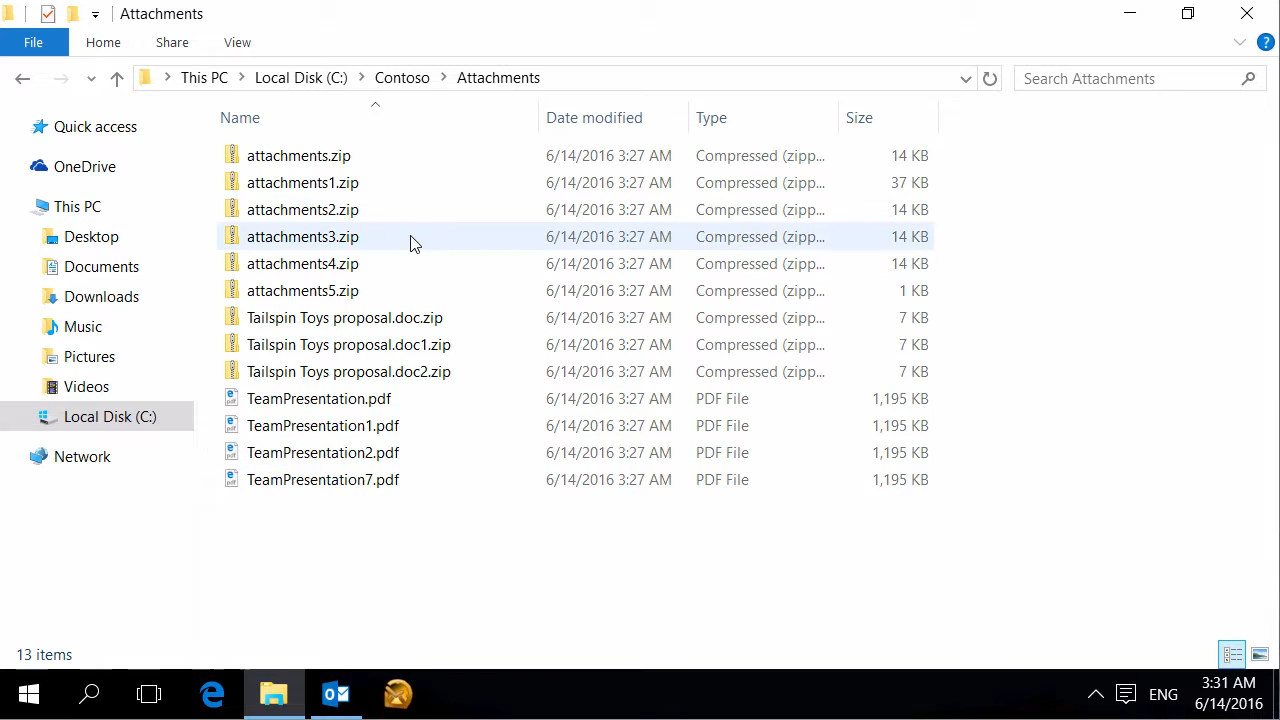 Attachments
File Home Share View
This PC Local Disk (C:) Contoso Attachments Search Attachments
Name Date modified Type Size
Quick access
OneDrive
This PC
Desktop
Documents
Downloads
Music
Pictures
Videos
Local Disk (C:)
Network
attachments.zip 6/14/2016 3:27 AM Compressed (zipp... 14 KB
attachments1.zip 6/14/2016 3:27 AM Compressed (zipp... 37 KB
attachments2.zip 6/14/2016 3:27 AM Compressed (zipp... 14 KB
attachments3.zip 6/14/2016 3:27 AM Compressed (zipp... 14 KB
attachments4.zip 6/14/2016 3:27 AM Compressed (zipp... 14 KB
attachments5.zip 6/14/2016 3:27 AM Compressed (zipp... 1 KB
Tailspin Toys proposal.doc.zip 6/14/2016 3:27 AM Compressed (zipp... 7 KB
Tailspin Toys proposal.doc1.zip 6/14/2016 3:27 AM Compressed (zipp... 7 KB
Tailspin Toys proposal.doc2.zip 6/14/2016 3:27 AM Compressed (zipp... 7 KB
TeamPresentation.pdf 6/14/2016 3:27 AM PDF File 1,195 KB
TeamPresentation1.pdf 6/14/2016 3:27 AM PDF File 1,195 KB
TeamPresentation2.pdf 6/14/2016 3:27 AM PDF File 1,195 KB
TeamPresentation7.pdf 6/14/2016 3:27 AM PDF File 1,195 KB
13 items
ENG
3:31 AM
6/14/2016